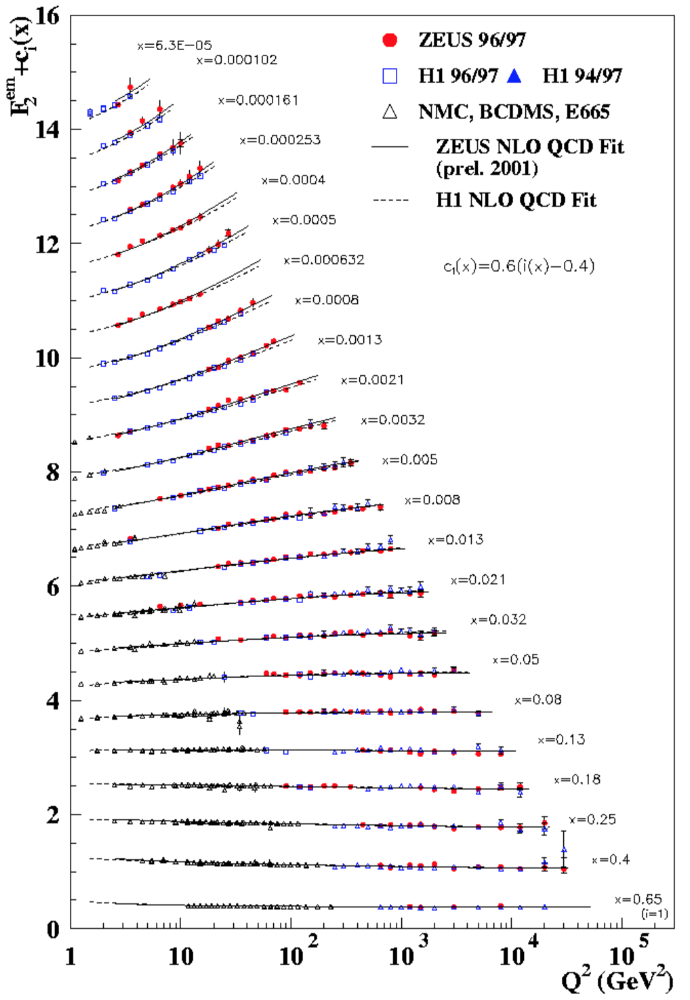 F₂ᵉᵐ+cᵢ(x)
16
14
12
10
8
6
4
2
0
1
10
10²
10³
10⁴
10⁵
Q² (GeV²)
ZEUS 96/97
H1 96/97
H1 94/97
NMC, BCDMS, E665
ZEUS NLO QCD Fit
(prel. 2001)
H1 NLO QCD Fit
c₁(x)=0.6(i(x)−0.4)
x=6.3E−05
x=0.000102
x=0.000161
x=0.000253
x=0.0004
x=0.0005
x=0.000632
x=0.0008
x=0.0013
x=0.0021
x=0.0032
x=0.005
x=0.008
x=0.013
x=0.021
x=0.032
x=0.05
x=0.08
x=0.13
x=0.18
x=0.25
x=0.4
x=0.65
(i=1)